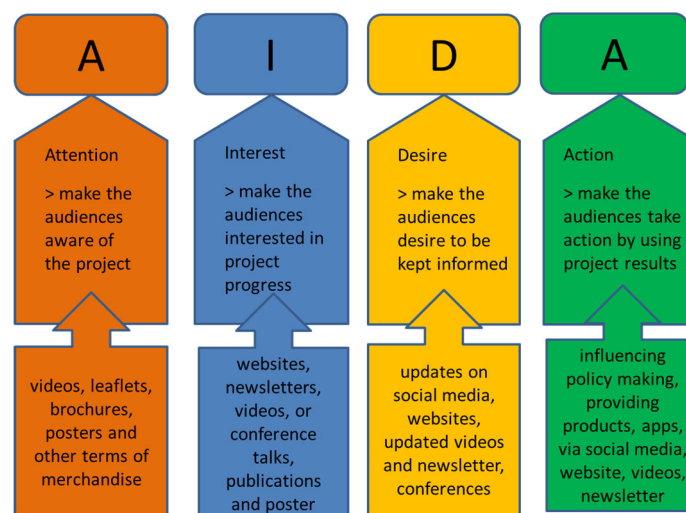 A
I
D
A
Attention
> make the
audiences
aware of
the project
Interest
> make the
audiences
interested in
project
progress
Desire
> make the
audiences
desire to be
kept informed
Action
> make the
audiences take
action by using
project results
videos, leaflets,
brochures,
posters and
other terms of
merchandise
websites,
newsletters,
videos, or
conference
talks,
publications
and poster
updates on
social media,
websites,
updated videos
and newsletter,
conferences
influencing
policy making,
providing
products, apps,
via social media,
website, videos,
newsletter